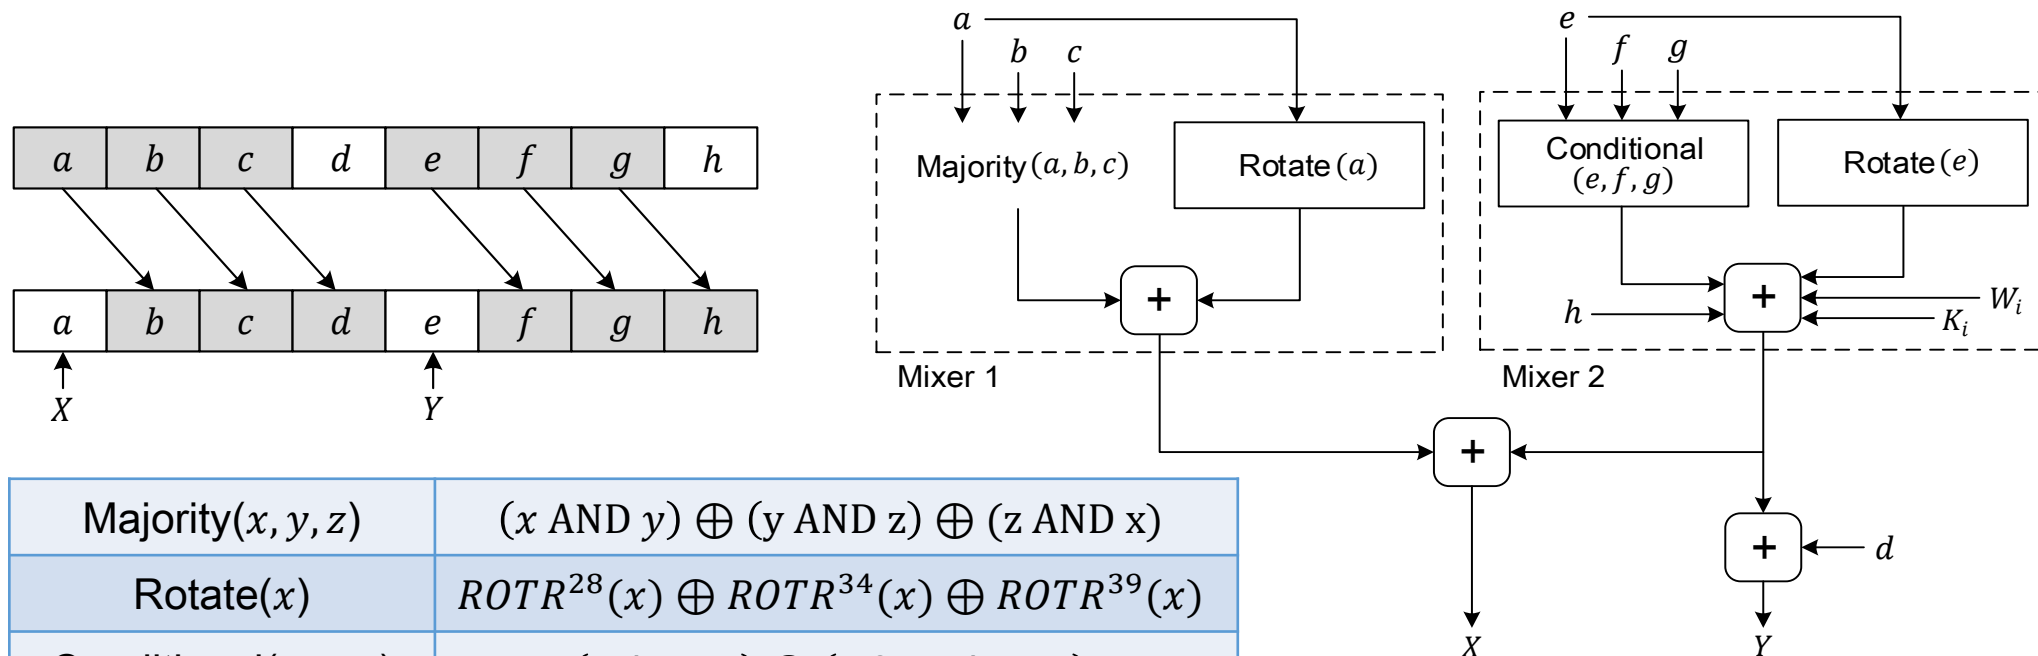 a b c d e f g h
a b c d e f g h
X Y
a
b c
Majority(a, b, c)
Rotate(a)
+
Mixer 1
e
f g
Conditional
(e, f, g)
Rotate(e)
h
+
W_i
K_i
Mixer 2
+
+
d
X
Y
Majority(x, y, z) (x AND y) ⊕ (y AND z) ⊕ (z AND x)
Rotate(x) ROTR^28(x) ⊕ ROTR^34(x) ⊕ ROTR^39(x)